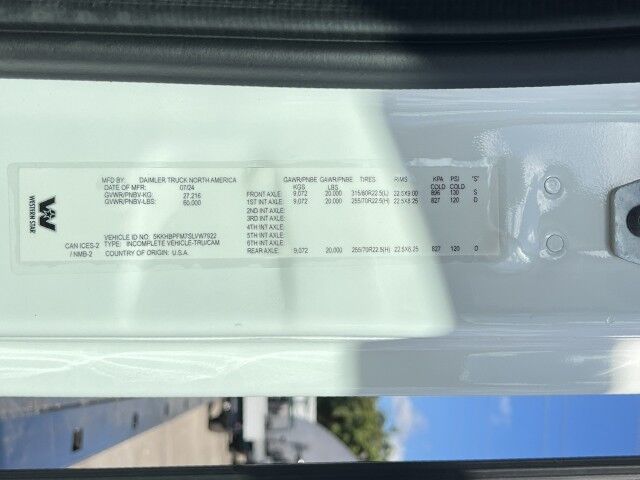 WESTERN STAR
MFD BY: DAIMLER TRUCK NORTH AMERICA
DATE OF MFR: 07/24
GVWR/PNBV-KG: 27,216
GVWR/PNBV-LBS: 60,000
VEHICLE ID NO: 5KKHBPFM7SLVW7922
CAN ICES-2 / NMB-2
TYPE: INCOMPLETE VEHICLE-TRU/CAM
COUNTRY OF ORIGIN: U.S.A.
GAWR/PNBE KGS GAWR/PNBE LBS TIRES RIMS KPA COLD PSI COLD "S"
FRONT AXLE: 9,072 20,000 315/80R22.5(L) 22.5X9.00 896 130 S
1ST INT AXLE: 9,072 20,000 255/70R22.5(H) 22.5X8.25 827 120 D
2ND INT AXLE:
3RD INT AXLE:
4TH INT AXLE:
5TH INT AXLE:
6TH INT AXLE:
REAR AXLE: 9,072 20,000 255/70R22.5(H) 22.5X8.25 827 120 D